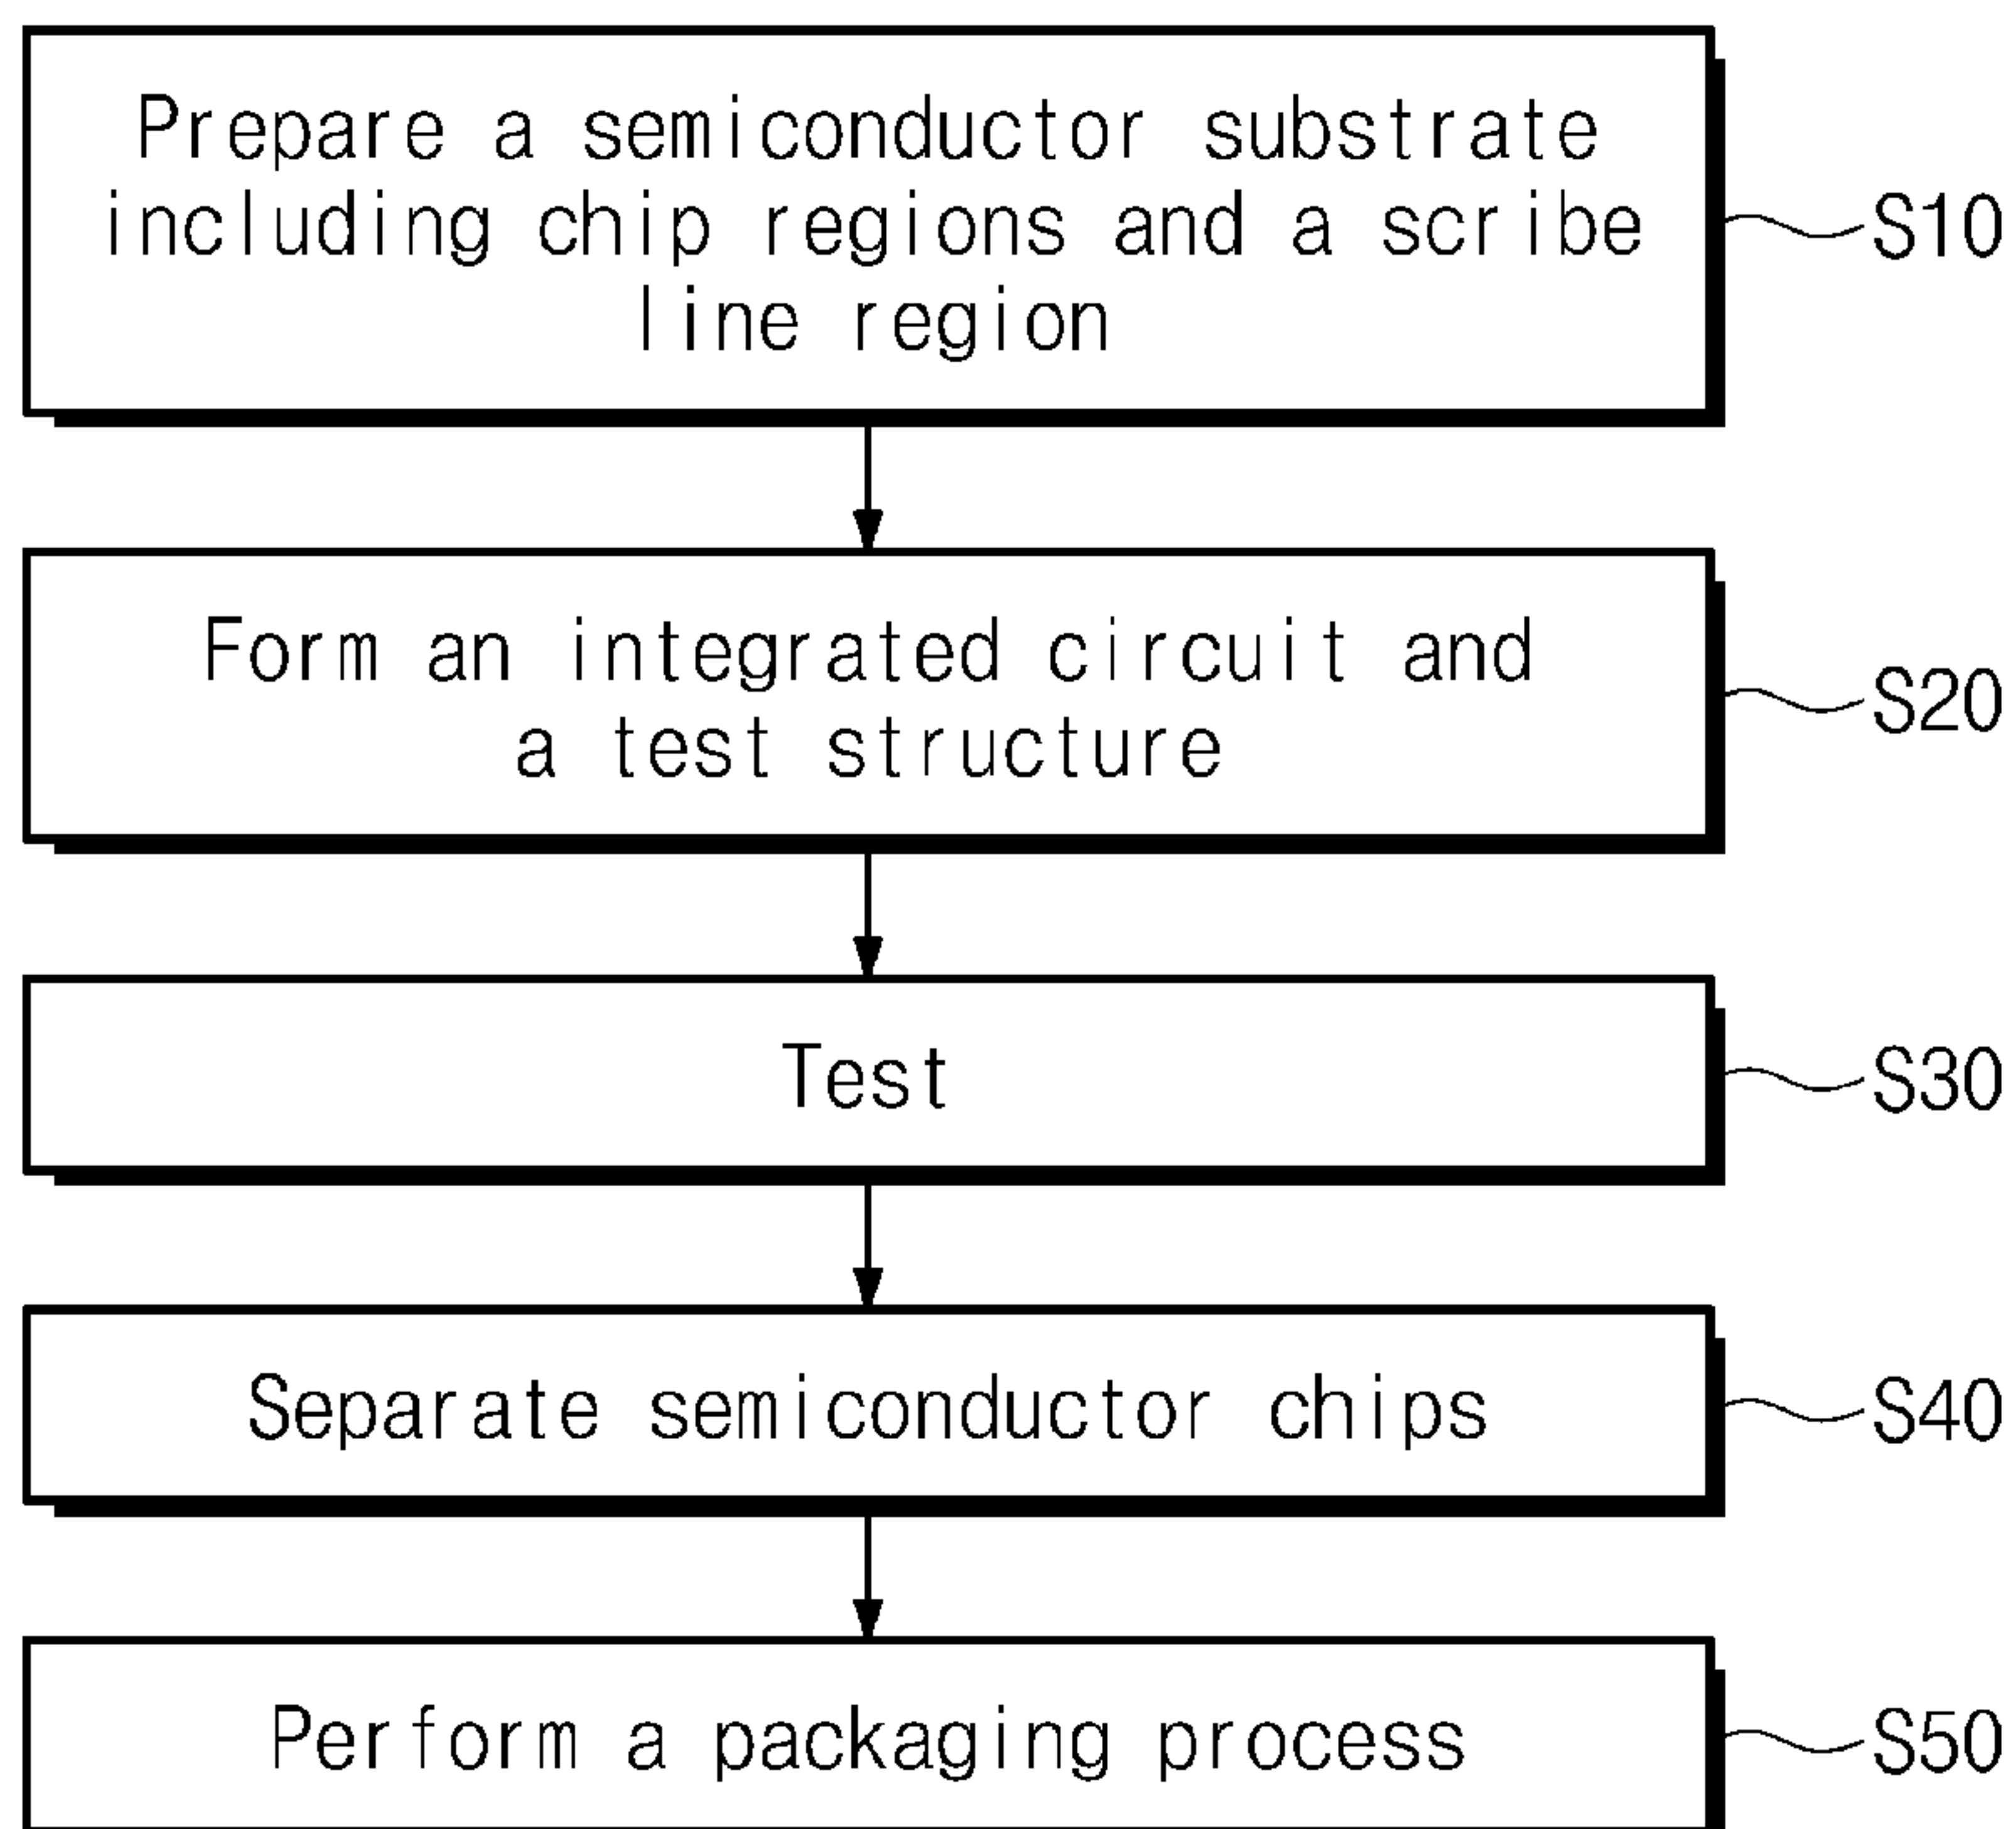 Prepare a semiconductor substrate
including chip regions and a scribe
line region
S10
Form an integrated circuit and
a test structure
S20
Test
S30
Separate semiconductor chips
S40
Perform a packaging process
S50